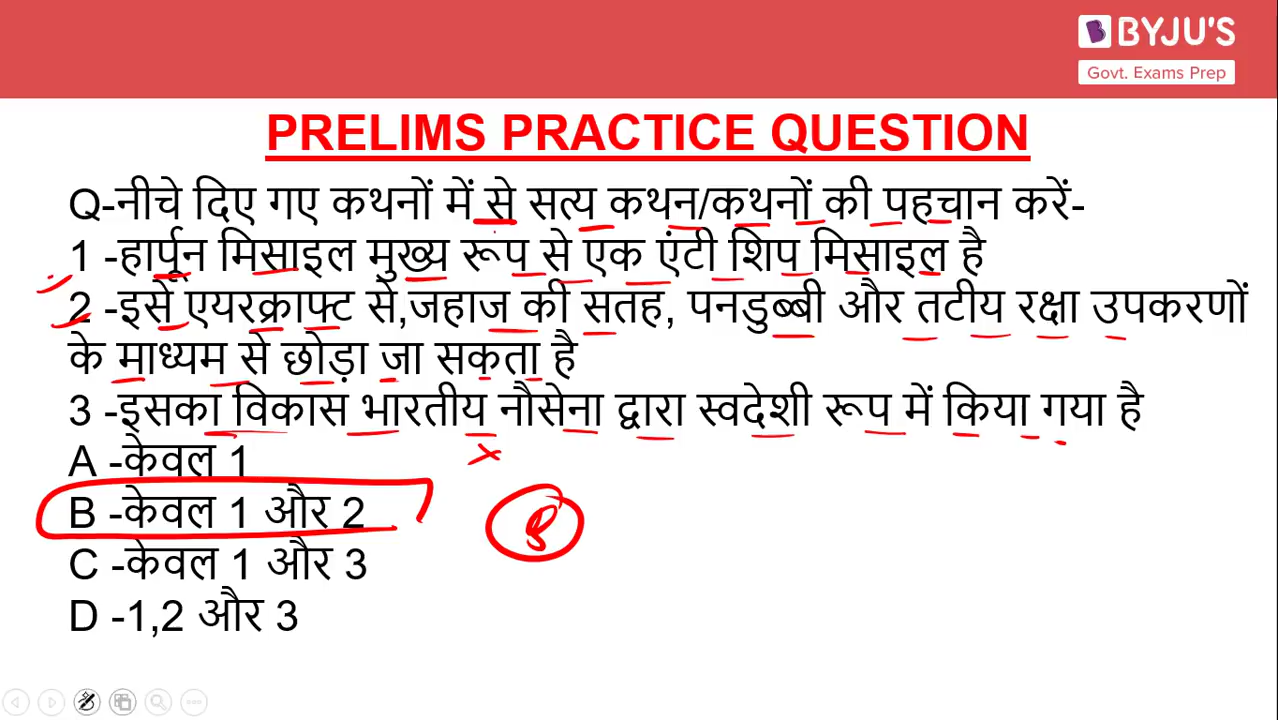 BYJU'S
Govt. Exams Prep
PRELIMS PRACTICE QUESTION
Q-नीचे दिए गए कथनों में से सत्य कथन/कथनों की पहचान करें-
1 -हार्पून मिसाइल मुख्य रूप से एक एंटी शिप मिसाइल है
2 -इसे एयरक्राफ्ट से,जहाज की सतह, पनडुब्बी और तटीय रक्षा उपकरणों
के माध्यम से छोड़ा जा सकता है
3 -इसका विकास भारतीय नौसेना द्वारा स्वदेशी रूप में किया गया है
A -केवल 1
B -केवल 1 और 2
B
C -केवल 1 और 3
D -1,2 और 3